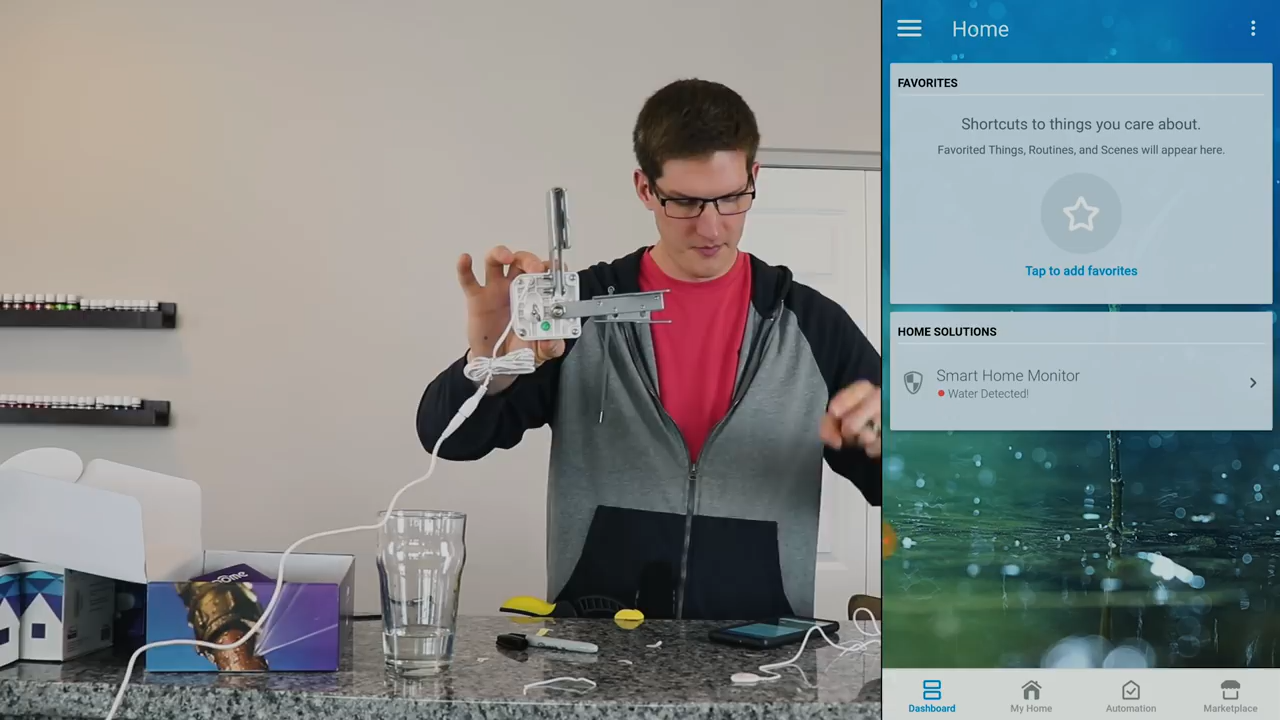 Home
FAVORITES
Shortcuts to things you care about.
Favorited Things, Routines, and Scenes will appear here.
Tap to add favorites
HOME SOLUTIONS
Smart Home Monitor
Water Detected!
Dashboard
My Home
Automation
Marketplace